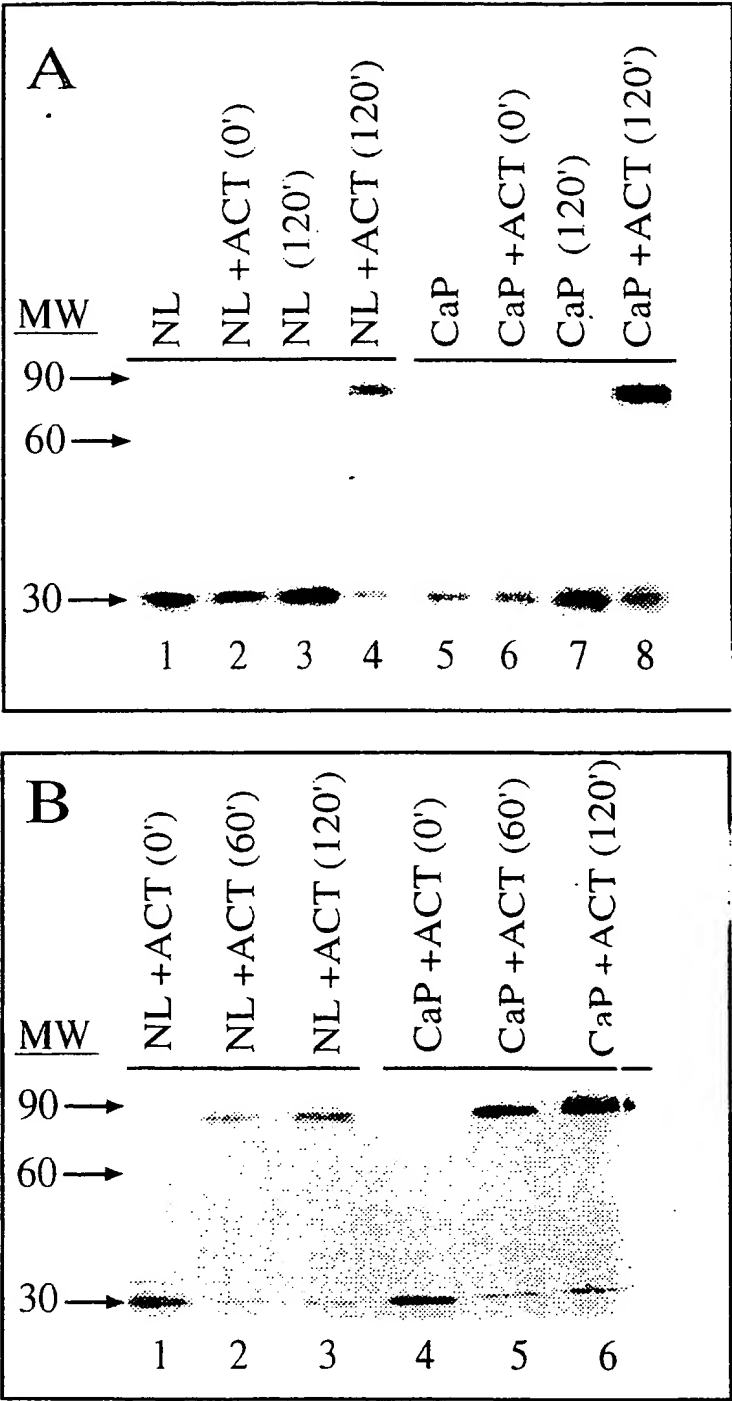 A
NL
NL +ACT (0')
NL (120')
NL +ACT (120')
CaP
CaP +ACT (0')
CaP (120')
CaP +ACT (120')
MW
90
60
30
1 2 3 4 5 6 7 8
B
NL +ACT (0')
NL +ACT (60')
NL +ACT (120')
CaP +ACT (0')
CaP +ACT (60')
CaP +ACT (120')
MW
90
60
30
1 2 3 4 5 6